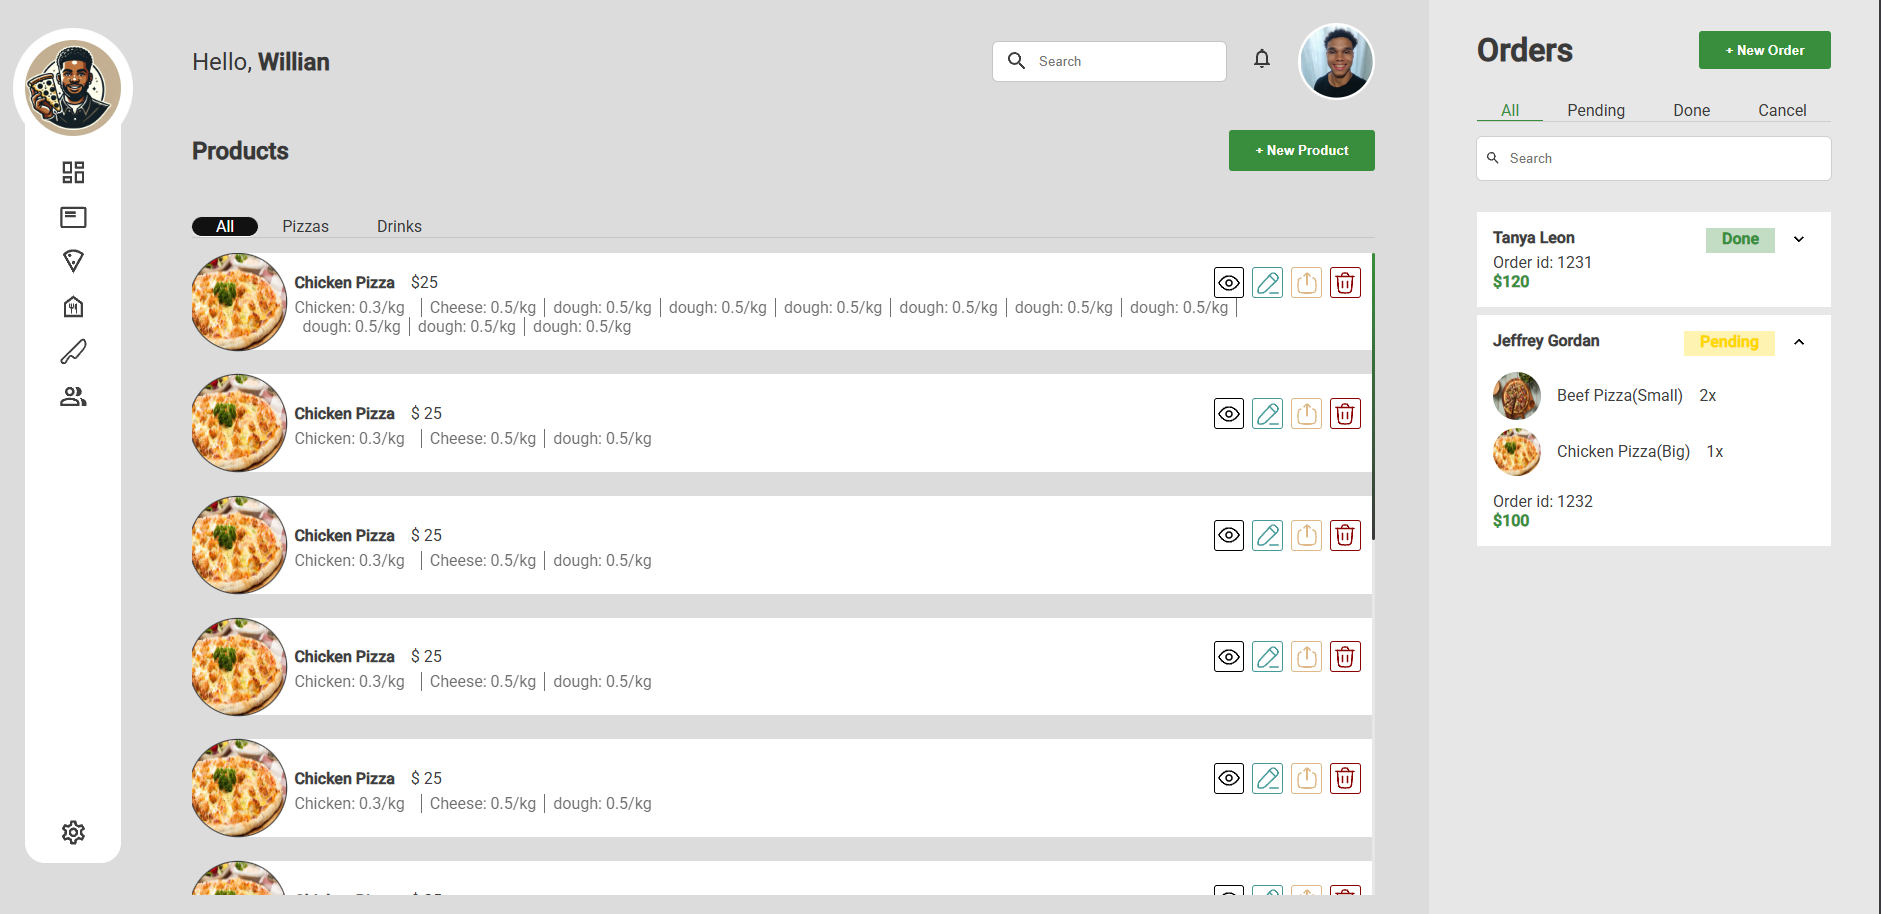 Hello, Willian
Search
Products
+ New Product
All
Pizzas
Drinks
Chicken Pizza $25
Chicken: 0.3/kg | Cheese: 0.5/kg | dough: 0.5/kg | dough: 0.5/kg | dough: 0.5/kg | dough: 0.5/kg | dough: 0.5/kg | dough: 0.5/kg |
dough: 0.5/kg | dough: 0.5/kg | dough: 0.5/kg
Chicken Pizza $ 25
Chicken: 0.3/kg | Cheese: 0.5/kg | dough: 0.5/kg
Chicken Pizza $ 25
Chicken: 0.3/kg | Cheese: 0.5/kg | dough: 0.5/kg
Chicken Pizza $ 25
Chicken: 0.3/kg | Cheese: 0.5/kg | dough: 0.5/kg
Chicken Pizza $ 25
Chicken: 0.3/kg | Cheese: 0.5/kg | dough: 0.5/kg
Orders
+ New Order
All
Pending
Done
Cancel
Search
Tanya Leon
Done
Order id: 1231
$120
Jeffrey Gordan
Pending
Beef Pizza(Small) 2x
Chicken Pizza(Big) 1x
Order id: 1232
$100